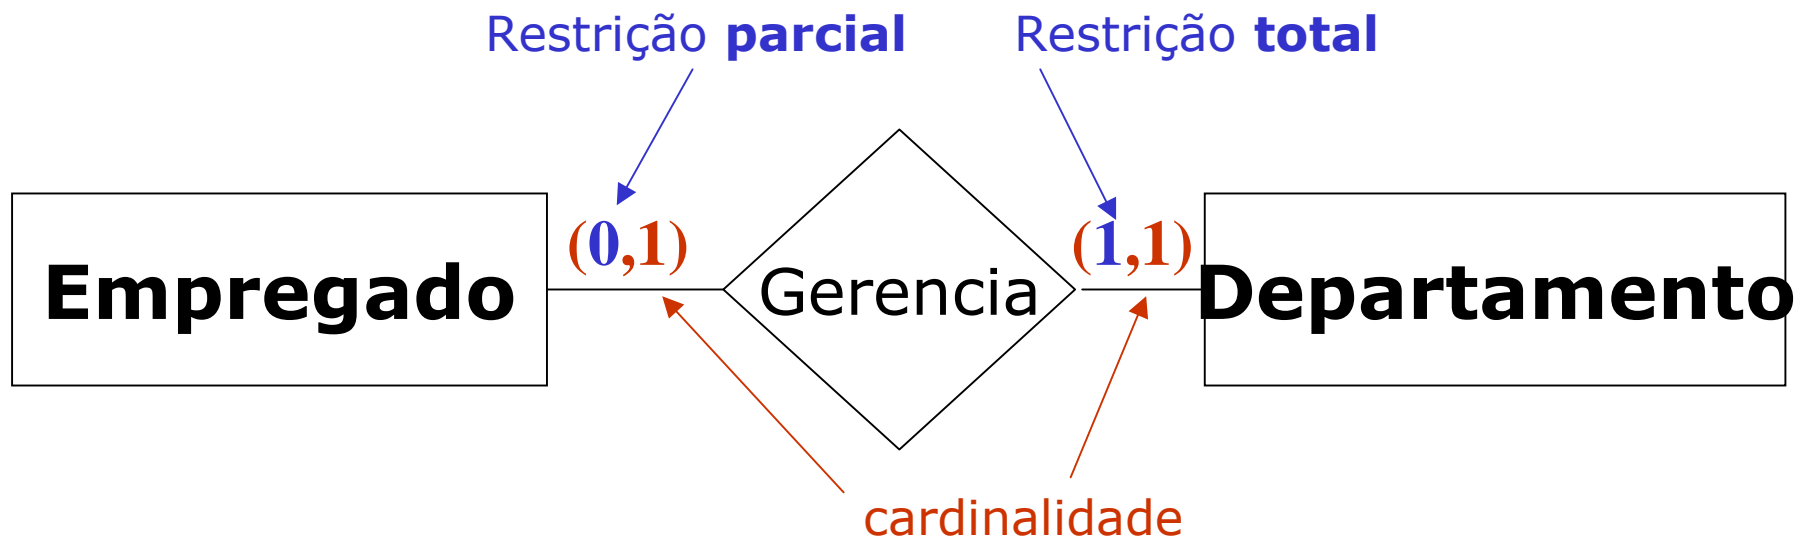 Restrição parcial
Restrição total
(0,1)
(1,1)
Empregado
Gerencia
Departamento
cardinalidade